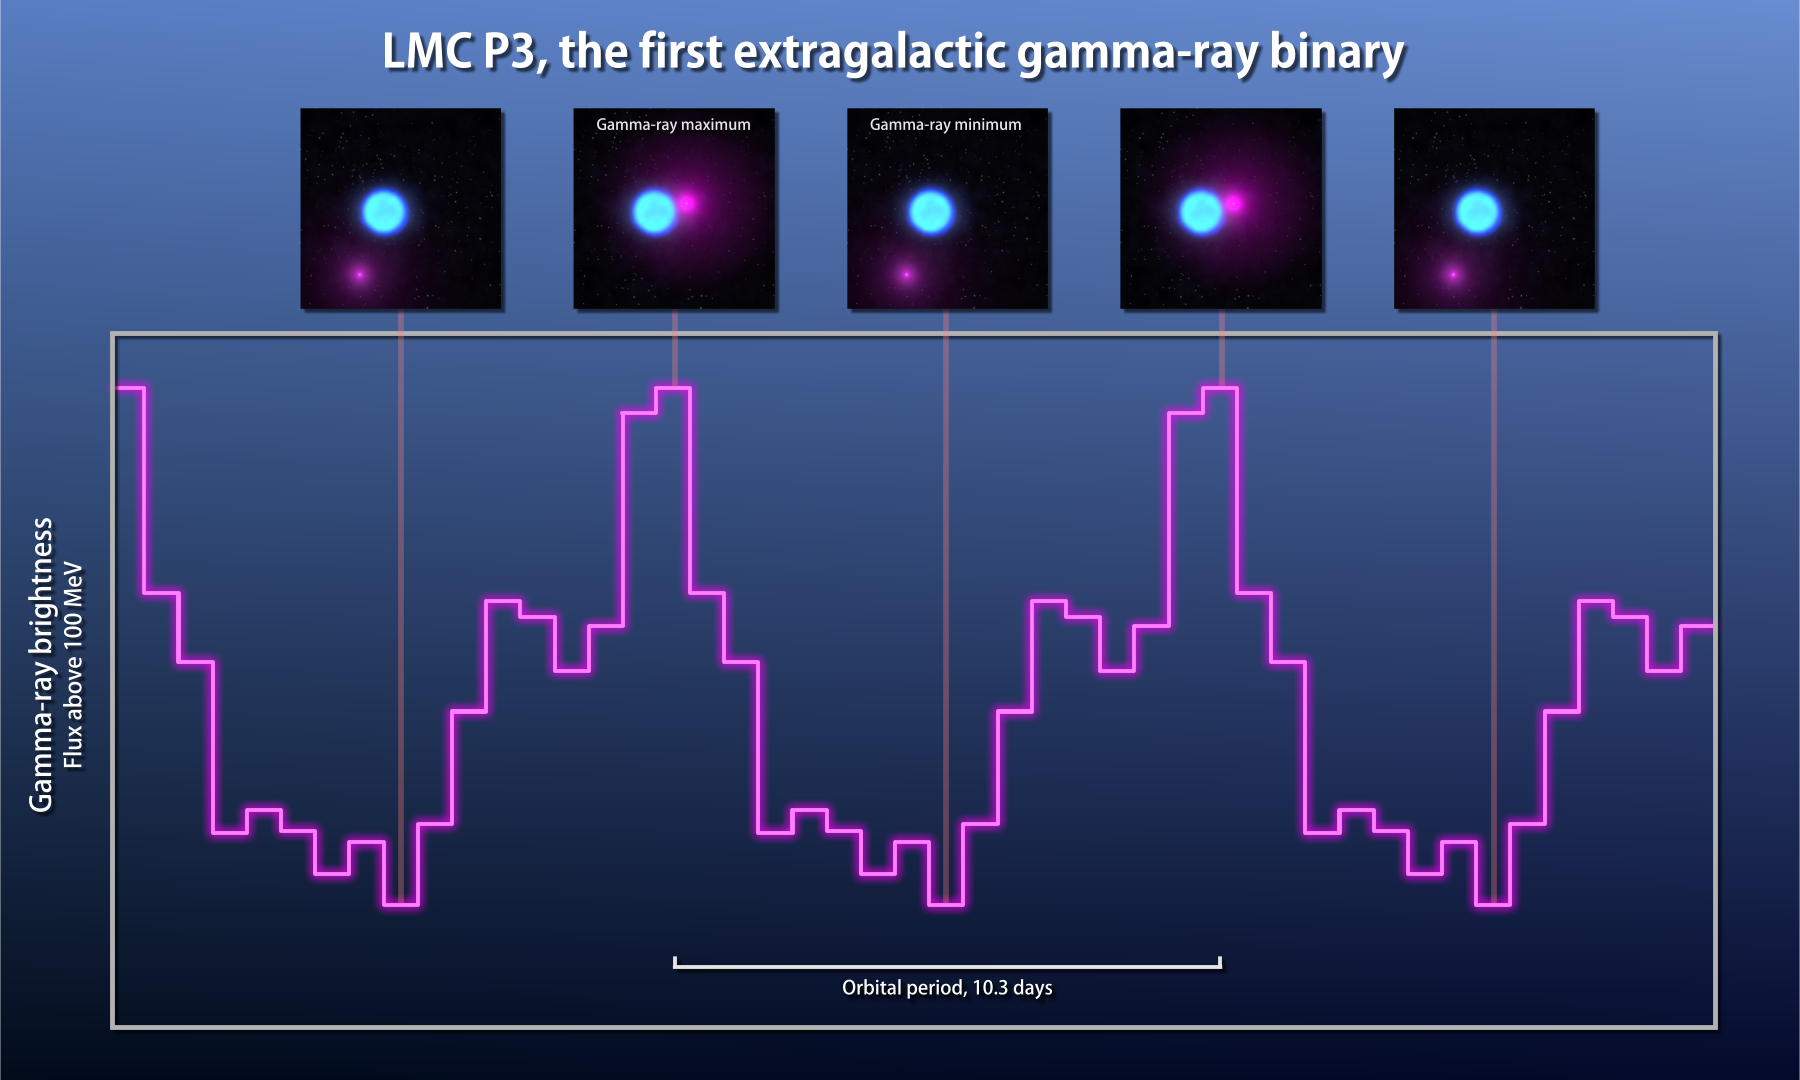 LMC P3, the first extragalactic gamma-ray binary
Gamma-ray maximum
Gamma-ray minimum
Gamma-ray brightness
Flux above 100 MeV
Orbital period, 10.3 days